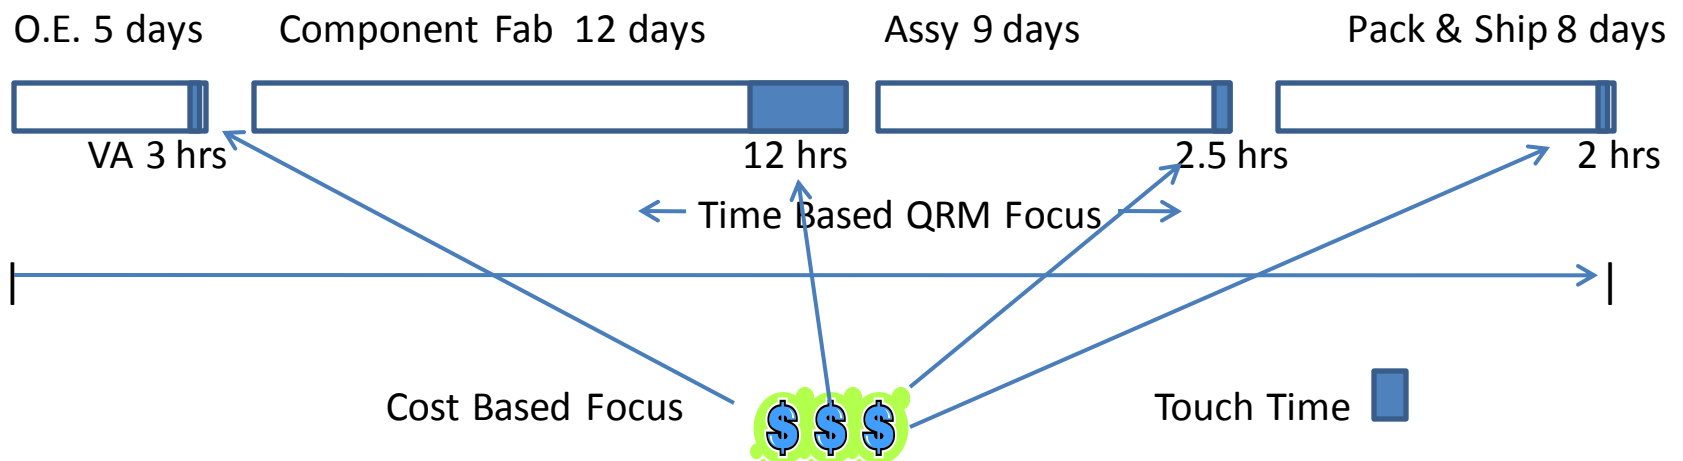 O.E. 5 days Component Fab 12 days Assy 9 days Pack & Ship 8 days
VA 3 hrs 12 hrs 2.5 hrs 2 hrs
Time Based QRM Focus
Cost Based Focus $ $ $ Touch Time